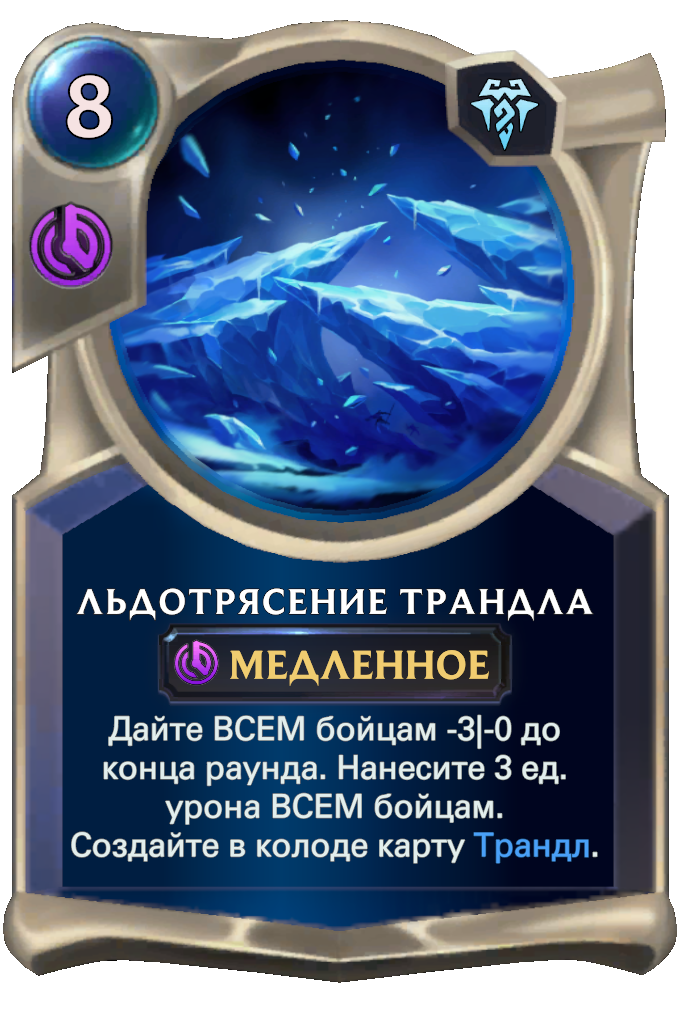 8
ЛЬДОТРЯСЕНИЕ ТРАНДЛА
МЕДЛЕННОЕ
Дайте ВСЕМ бойцам -3|-0 до
конца раунда. Нанесите 3 ед.
урона ВСЕМ бойцам.
Создайте в колоде карту Трандл.